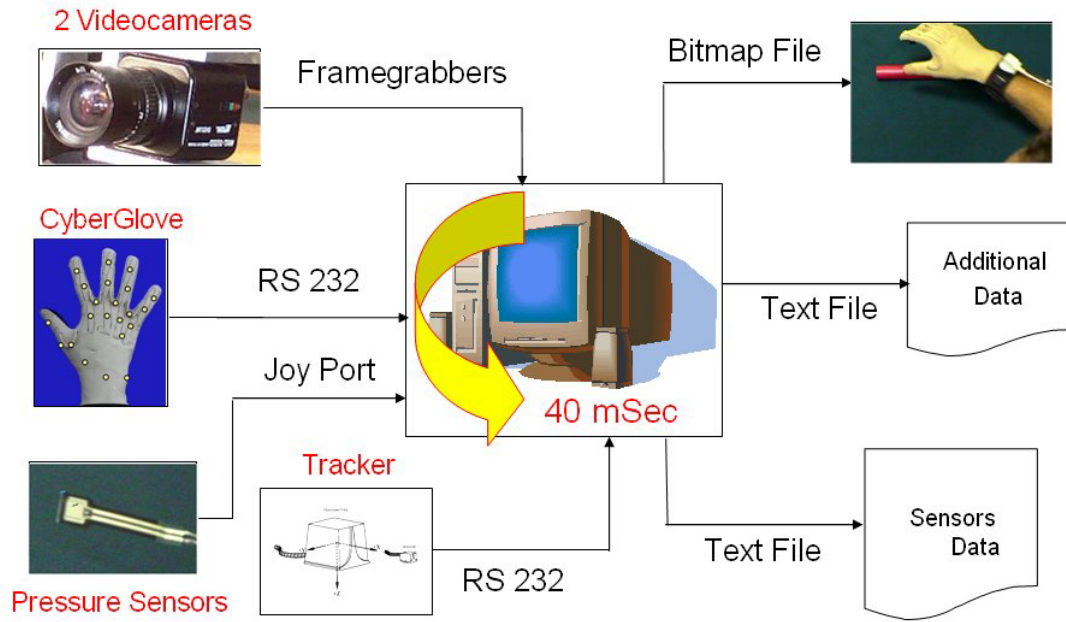 2 Videocameras
Framegrabbers
Bitmap File
CyberGlove
RS 232
Additional
Data
Text File
Joy Port
40 mSec
Tracker
Sensors
Data
Text File
RS 232
Pressure Sensors